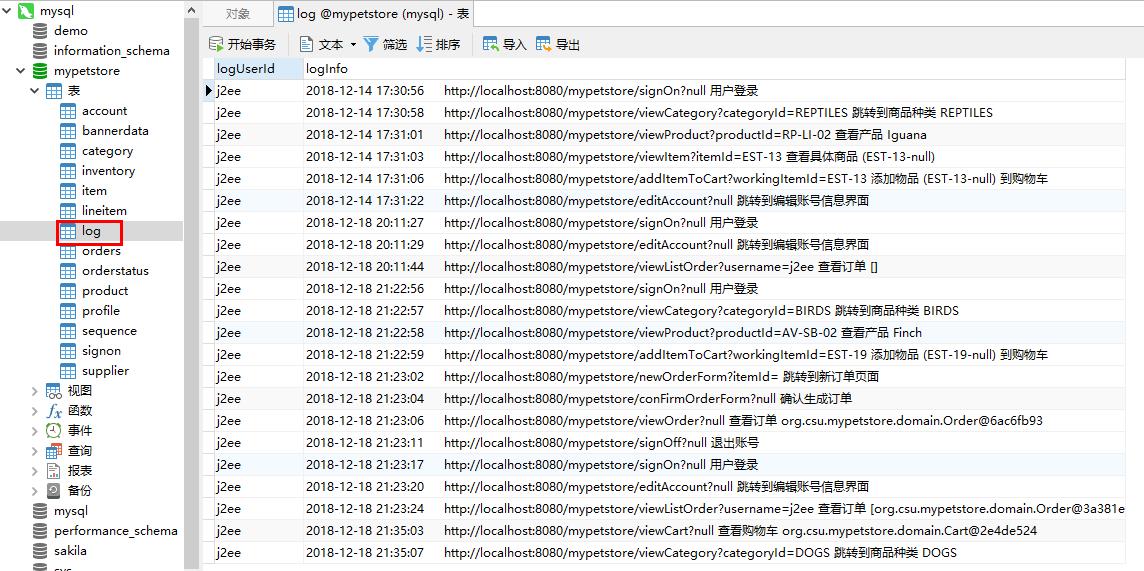 mysql
demo
information_schema
mypetstore
表
account
bannerdata
category
inventory
item
lineitem
log
orders
orderstatus
product
profile
sequence
signon
supplier
视图
fx 函数
事件
查询
报表
备份
mysql
performance_schema
sakila
sys
对象 log @mypetstore (mysql) - 表
开始事务 文本 筛选 排序 导入 导出
logUserId logInfo
j2ee 2018-12-14 17:30:56 http://localhost:8080/mypetstore/signOn?null 用户登录
j2ee 2018-12-14 17:30:58 http://localhost:8080/mypetstore/viewCategory?categoryId=REPTILES 跳转到商品种类 REPTILES
j2ee 2018-12-14 17:31:01 http://localhost:8080/mypetstore/viewProduct?productId=RP-LI-02 查看产品 Iguana
j2ee 2018-12-14 17:31:03 http://localhost:8080/mypetstore/viewItem?itemId=EST-13 查看具体商品 (EST-13-null)
j2ee 2018-12-14 17:31:06 http://localhost:8080/mypetstore/addItemToCart?workingItemId=EST-13 添加物品 (EST-13-null) 到购物车
j2ee 2018-12-14 17:31:22 http://localhost:8080/mypetstore/editAccount?null 跳转到编辑账号信息界面
j2ee 2018-12-18 20:11:27 http://localhost:8080/mypetstore/signOn?null 用户登录
j2ee 2018-12-18 20:11:29 http://localhost:8080/mypetstore/editAccount?null 跳转到编辑账号信息界面
j2ee 2018-12-18 20:11:44 http://localhost:8080/mypetstore/viewListOrder?username=j2ee 查看订单 []
j2ee 2018-12-18 21:22:56 http://localhost:8080/mypetstore/signOn?null 用户登录
j2ee 2018-12-18 21:22:57 http://localhost:8080/mypetstore/viewCategory?categoryId=BIRDS 跳转到商品种类 BIRDS
j2ee 2018-12-18 21:22:58 http://localhost:8080/mypetstore/viewProduct?productId=AV-SB-02 查看产品 Finch
j2ee 2018-12-18 21:22:59 http://localhost:8080/mypetstore/addItemToCart?workingItemId=EST-19 添加物品 (EST-19-null) 到购物车
j2ee 2018-12-18 21:23:02 http://localhost:8080/mypetstore/newOrderForm?itemId= 跳转到新订单页面
j2ee 2018-12-18 21:23:04 http://localhost:8080/mypetstore/conFirmOrderForm?null 确认生成订单
j2ee 2018-12-18 21:23:06 http://localhost:8080/mypetstore/viewOrder?null 查看订单 org.csu.mypetstore.domain.Order@6ac6fb93
j2ee 2018-12-18 21:23:11 http://localhost:8080/mypetstore/signOff?null 退出账号
j2ee 2018-12-18 21:23:17 http://localhost:8080/mypetstore/signOn?null 用户登录
j2ee 2018-12-18 21:23:20 http://localhost:8080/mypetstore/editAccount?null 跳转到编辑账号信息界面
j2ee 2018-12-18 21:23:24 http://localhost:8080/mypetstore/viewListOrder?username=j2ee 查看订单 [org.csu.mypetstore.domain.Order@3a381e
j2ee 2018-12-18 21:35:03 http://localhost:8080/mypetstore/viewCart?null 查看购物车 org.csu.mypetstore.domain.Cart@2e4de524
j2ee 2018-12-18 21:35:07 http://localhost:8080/mypetstore/viewCategory?categoryId=DOGS 跳转到商品种类 DOGS